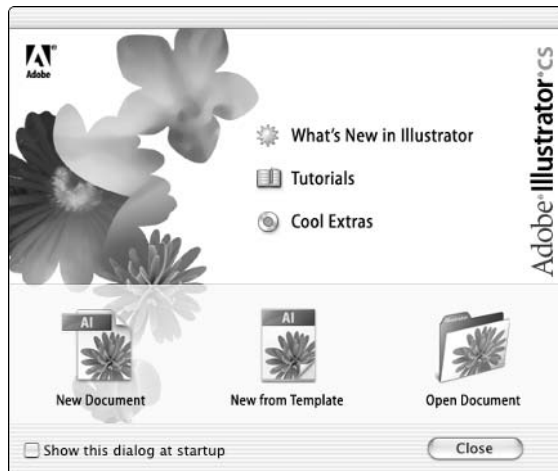 Adobe
What's New in Illustrator
Tutorials
Cool Extras
Adobe® Illustrator® CS
AI
New Document
AI
New from Template
Open Document
Show this dialog at startup
Close